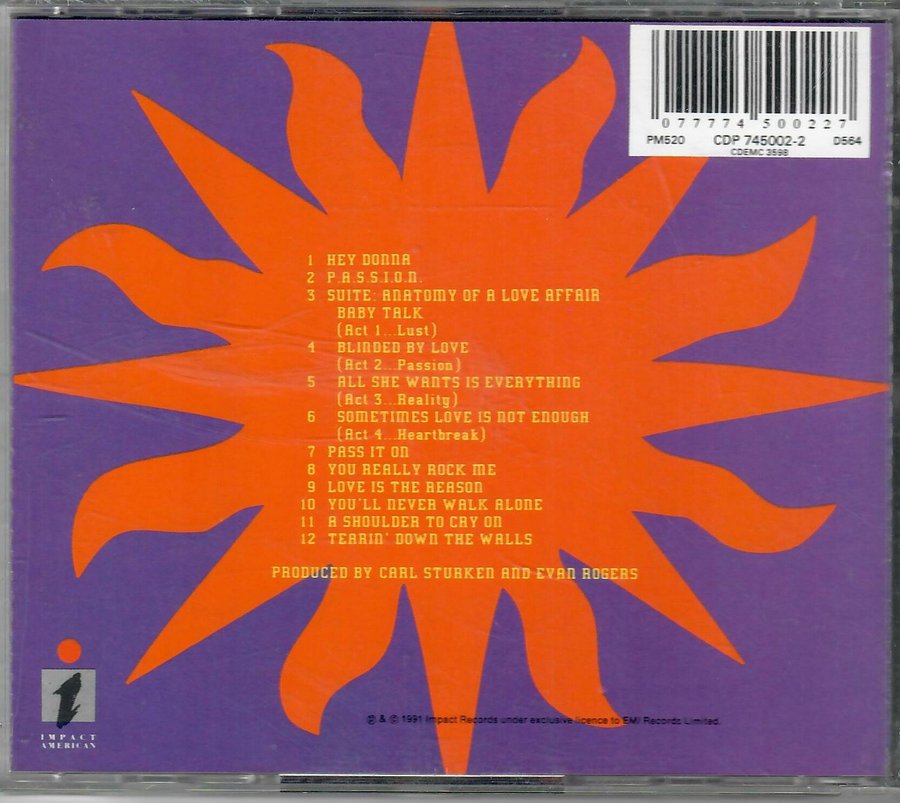 077774 500227
PM520 CDP 745002-2 D564
CDEMC 3598
1 HEY DONNA
2 P.A.S.S.I.O.N.
3 SUITE: ANATOMY OF A LOVE AFFAIR
BABY TALK
(Act 1...Lust)
4 BLINDED BY LOVE
(Act 2...Passion)
5 ALL SHE WANTS IS EVERYTHING
(Act 3...Reality)
6 SOMETIMES LOVE IS NOT ENOUGH
(Act 4...Heartbreak)
7 PASS IT ON
8 YOU REALLY ROCK ME
9 LOVE IS THE REASON
10 YOU'LL NEVER WALK ALONE
11 A SHOULDER TO CRY ON
12 TEARIN' DOWN THE WALLS
PRODUCED BY CARL STURKEN AND EVAN ROGERS
i
IMPACT
AMERICAN
℗ & © 1991 Impact Records under exclusive licence to EMI Records Limited.